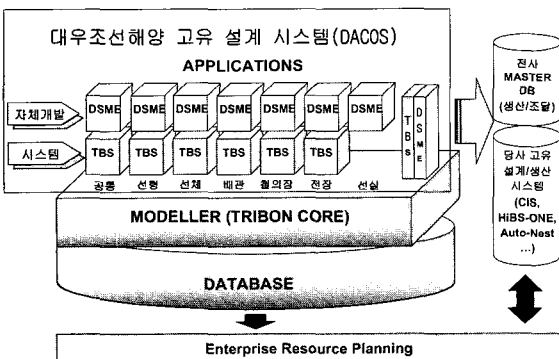 대우조선해양 고유 설계 시스템(DACOS)
APPLICATIONS
자체개발
DSME DSME DSME DSME DSME DSME DSME
시스템
TBS TBS TBS TBS TBS TBS
TBS
DSME
공통 선형 선체 배관 철의장 전장 선실
MODELLER (TRIBON CORE)
DATABASE
Enterprise Resource Planning
전사
MASTER
DB
(생산/조달)
당사 고유
설계/생산
시스템
(CIS,
HiBS-ONE,
Auto-Nest
...)